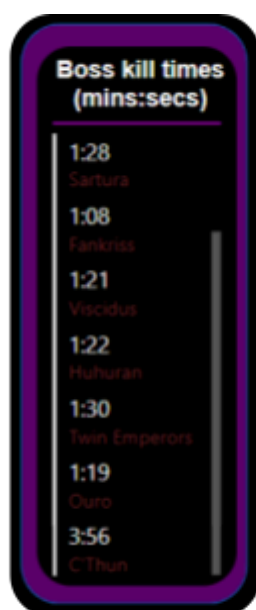 Boss kill times
(mins:secs)
1:28
Sartura
1:08
Fankriss
1:21
Viscidus
1:22
Huhuran
1:30
Twin Emperors
1:19
Ouro
3:56
C'Thun